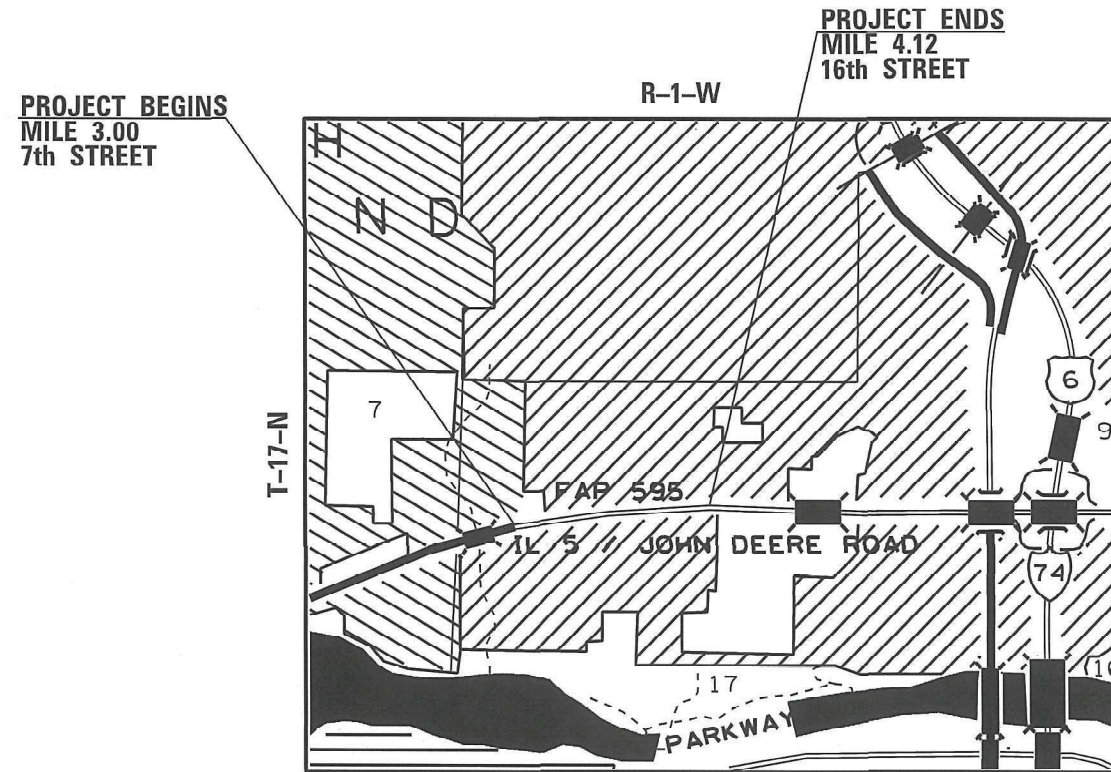 PROJECT ENDS
MILE 4.12
16th STREET
R-1-W
PROJECT BEGINS
MILE 3.00
7th STREET
H
N D
6
7
9
T-17-N
FAP 595
IL 5 // JOHN DEERE ROAD
74
17
16
PARKWAY